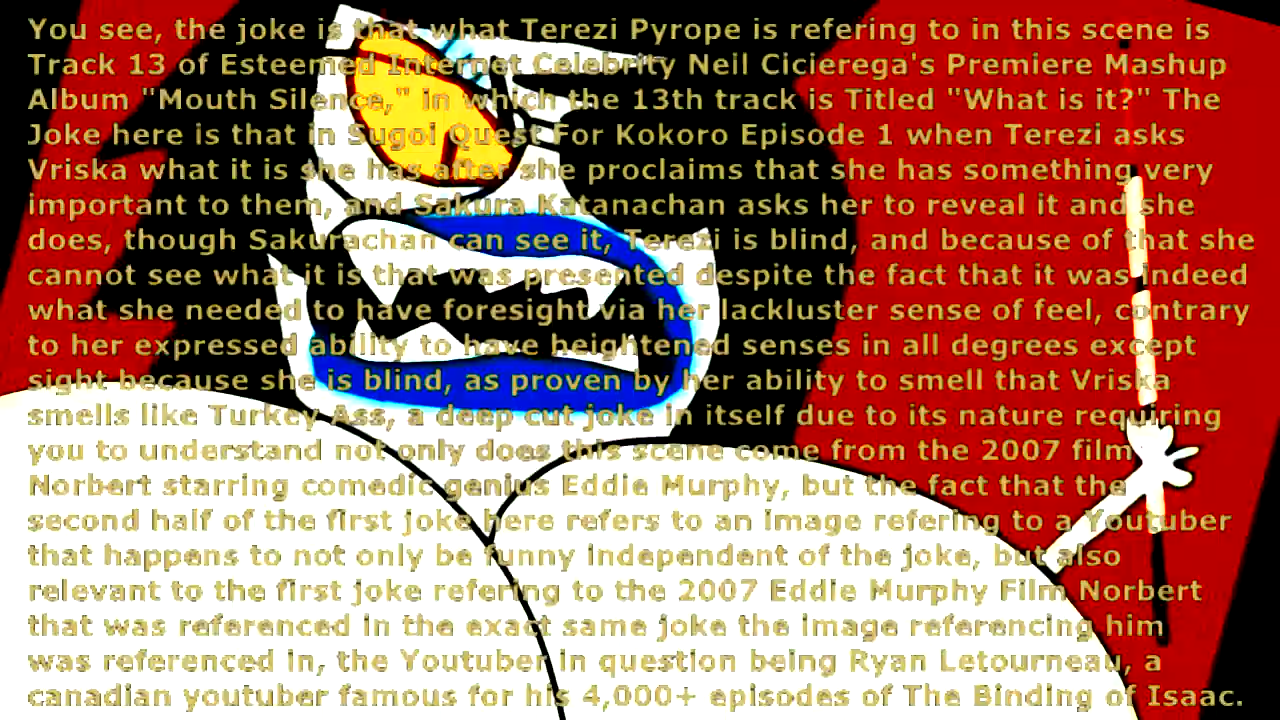 You see, the joke is that what Terezi Pyrope is refering to in this scene is
Track 13 of Esteemed Internet Celebrity Neil Cicierega's Premiere Mashup
Album "Mouth Silence," in which the 13th track is Titled "What is it?" The
Joke here is that in Sugoi Quest For Kokoro Episode 1 when Terezi asks
Vriska what it is she has after she proclaims that she has something very
important to them, and Sakura Katanachan asks her to reveal it and she
does, though Sakurachan can see it, Terezi is blind, and because of that she
cannot see what it is that was presented despite the fact that it was indeed
what she needed to have foresight via her lackluster sense of feel, contrary
to her expressed ability to have heightened senses in all degrees except
sight because she is blind, as proven by her ability to smell that Vriska
smells like Turkey Ass, a deep cut joke in itself due to its nature requiring
you to understand not only does this scene come from the 2007 film
Norbert starring comedic genius Eddie Murphy, but the fact that the
second half of the first joke here refers to an image refering to a Youtuber
that happens to not only be funny independent of the joke, but also
relevant to the first joke refering to the 2007 Eddie Murphy Film Norbert
that was referenced in the exact same joke the image referencing him
was referenced in, the Youtuber in question being Ryan Letourneau, a
canadian youtuber famous for his 4,000+ episodes of The Binding of Isaac.